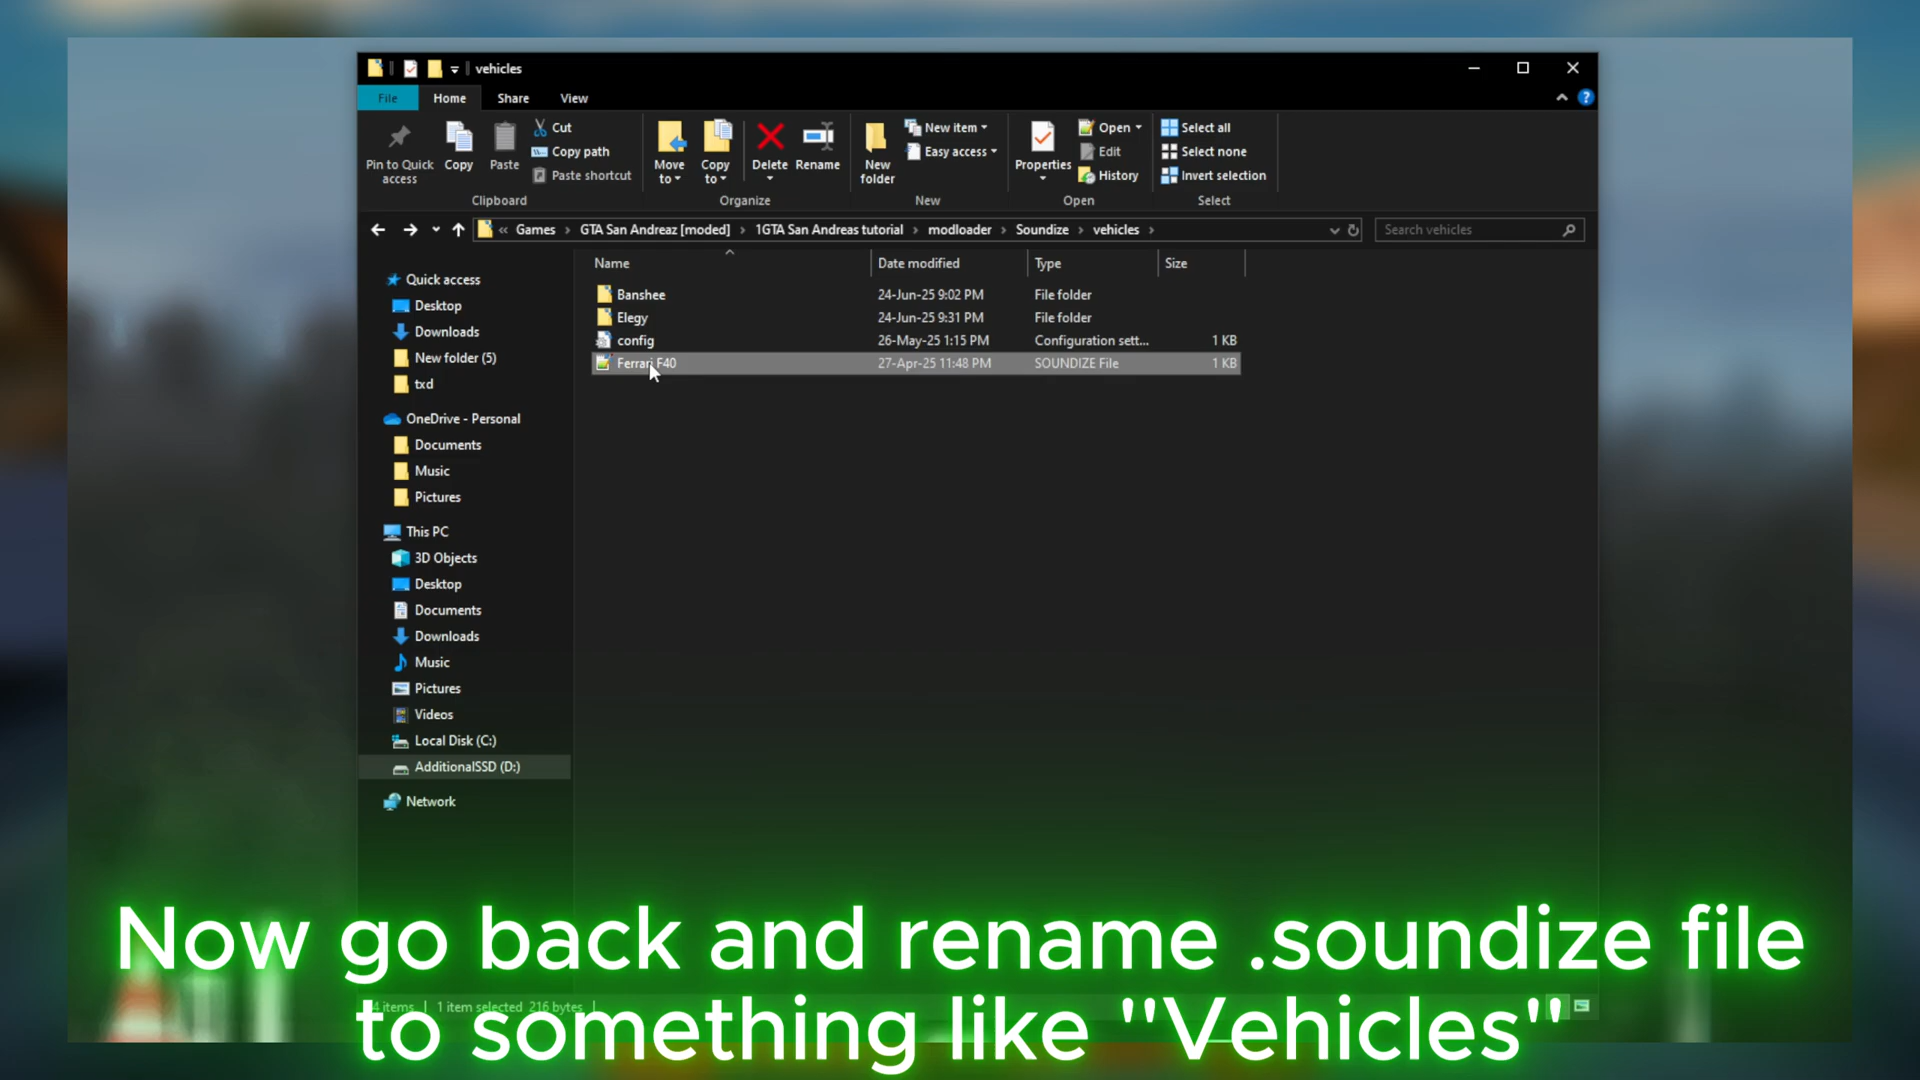 vehicles
File Home Share View
Pin to Quick access
Copy
Paste
Cut
Copy path
Paste shortcut
Move to
Copy to
Delete
Rename
New folder
New item
Easy access
Properties
Open
Edit
History
Select all
Select none
Invert selection
Clipboard Organize New Open Select
« Games › GTA San Andreaz [moded] › 1GTA San Andreas tutorial › modloader › Soundize › vehicles ›
Search vehicles
Name Date modified Type Size
Banshee 24-Jun-25 9:02 PM File folder
Elegy 24-Jun-25 9:31 PM File folder
config 26-May-25 1:15 PM Configuration sett... 1 KB
Ferrari F40 27-Apr-25 11:48 PM SOUNDIZE File 1 KB
Quick access
Desktop
Downloads
New folder (5)
txd
OneDrive - Personal
Documents
Music
Pictures
This PC
3D Objects
Desktop
Documents
Downloads
Music
Pictures
Videos
Local Disk (C:)
AdditionalSSD (D:)
Network
4 items 1 item selected 216 bytes
Now go back and rename .soundize file
to something like ''Vehicles''